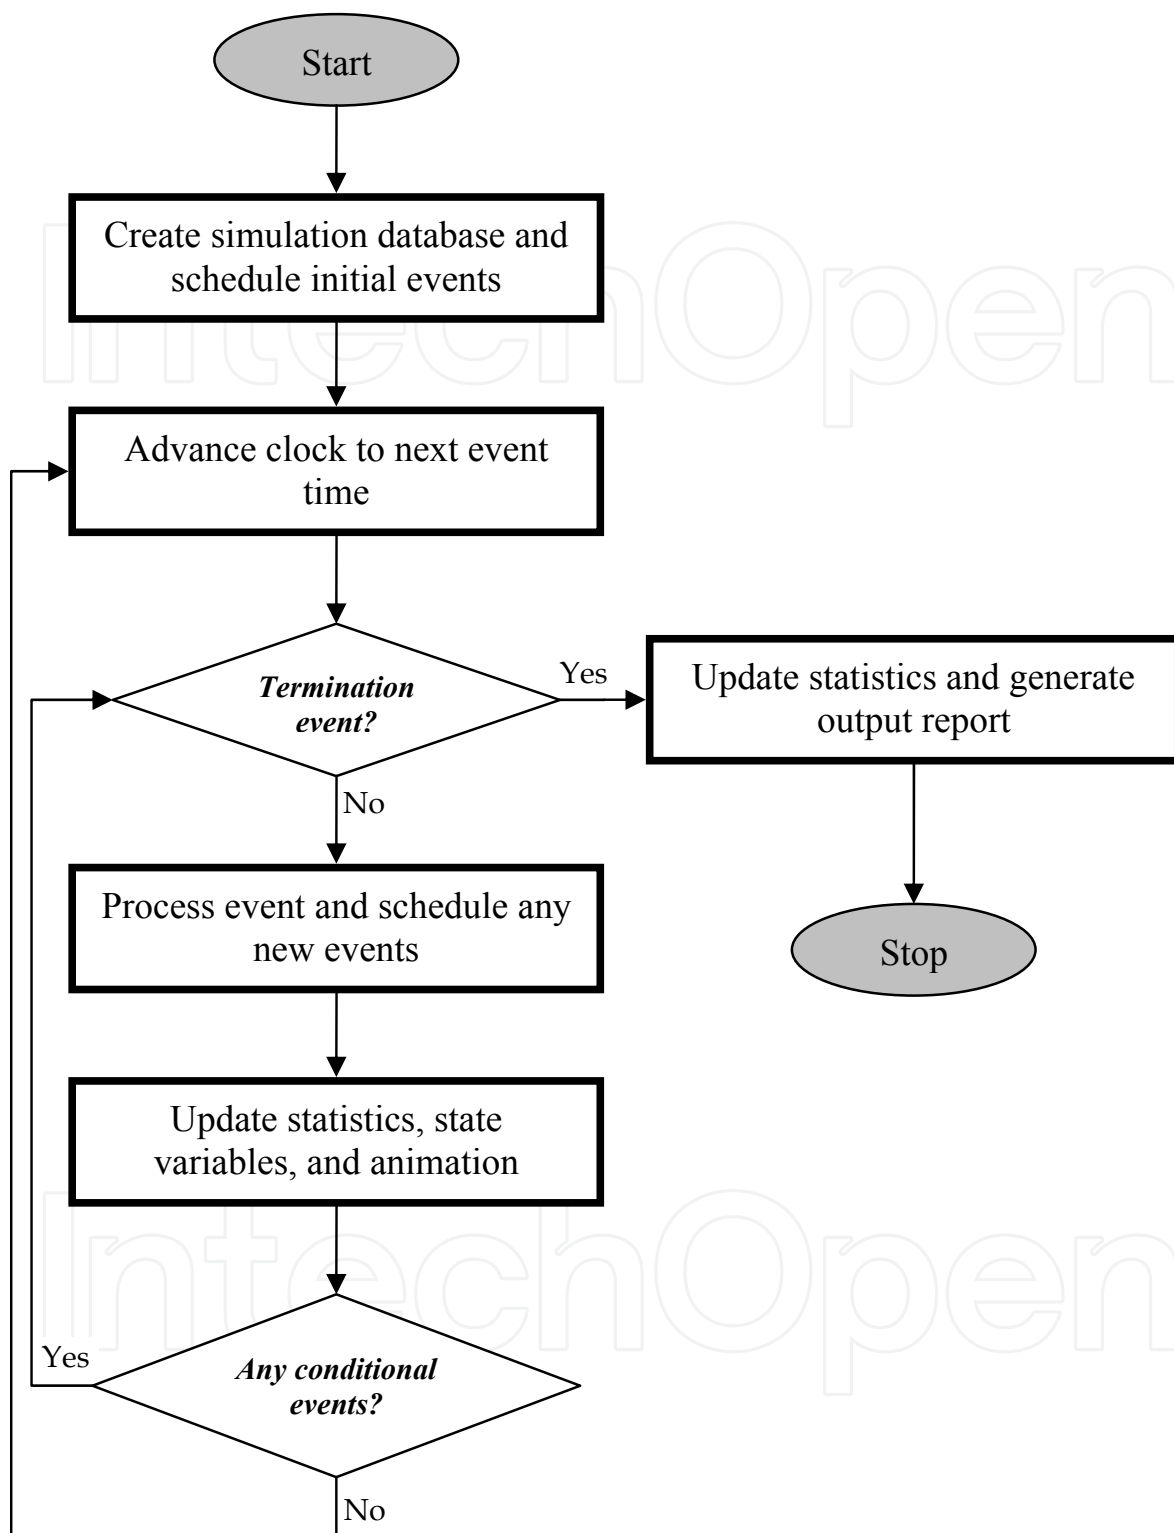 Start
Create simulation database and
schedule initial events
IntechOpen
Advance clock to next event
time
Termination
event?
Yes
Update statistics and generate
output report
No
Process event and schedule any
new events
Stop
Update statistics, state
variables, and animation
IntechOpen
Yes
Any conditional
events?
No